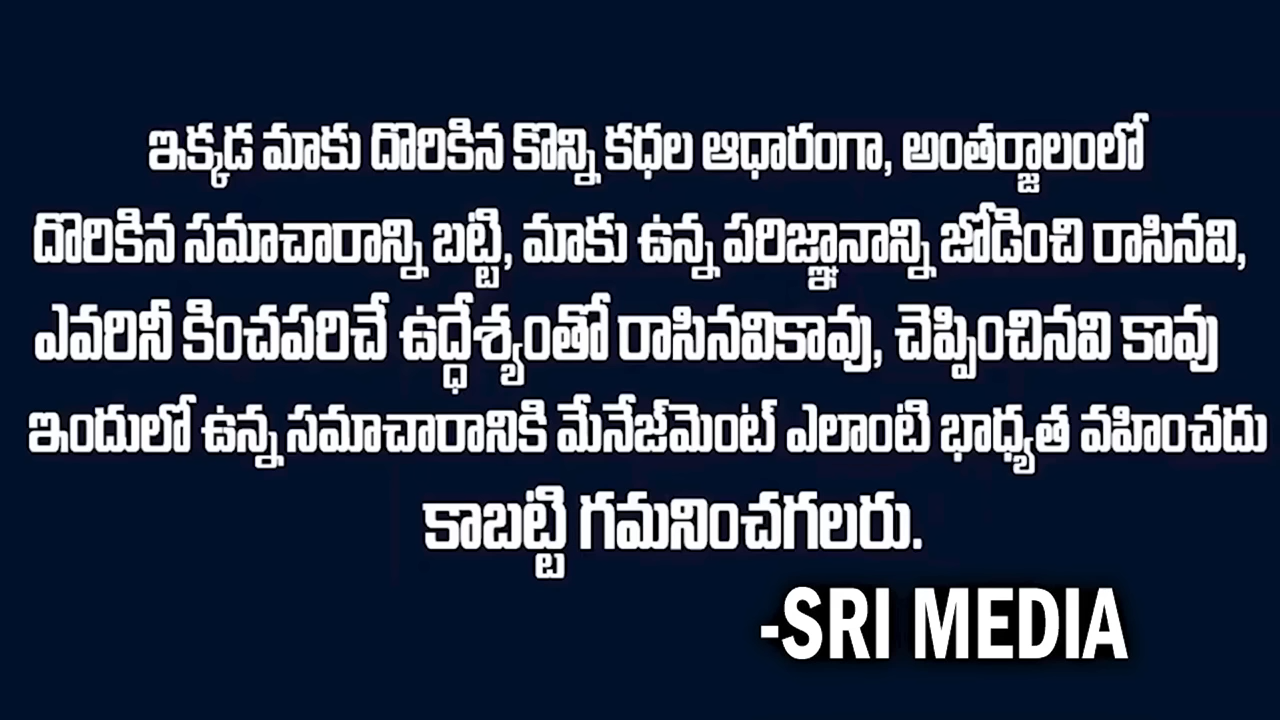 ఇక్కడ మాకు దొరికిన కొన్ని కధల ఆధారంగా, అంతర్జాలంలో
దొరికిన సమాచారాన్ని బట్టి, మాకు ఉన్న పరిజ్ఞానాన్ని జోడించి రాసినవి,
ఎవరినీ కించపరిచే ఉద్ధేశ్యంతో రాసినవికావు, చెప్పించినవి కావు
ఇందులో ఉన్న సమాచారానికి మేనేజ్‌మెంట్ ఎలాంటి భాధ్యత వహించదు
కాబట్టి గమనించగలరు.
-SRI MEDIA